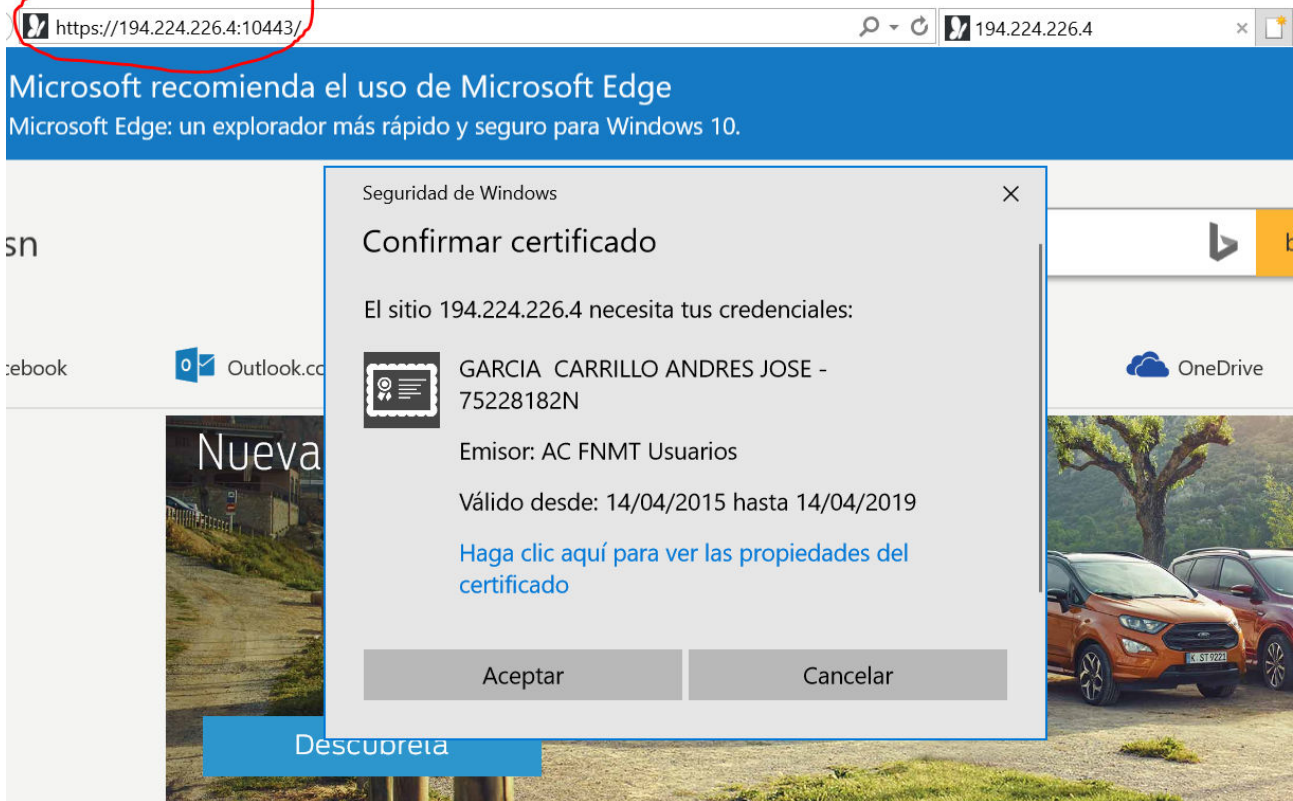 https://194.224.226.4:10443/
194.224.226.4
Microsoft recomienda el uso de Microsoft Edge
Microsoft Edge: un explorador más rápido y seguro para Windows 10.
Seguridad de Windows
Confirmar certificado
sn
b
El sitio 194.224.226.4 necesita tus credenciales:
cebook
Outlook.co
OneDrive
GARCIA CARRILLO ANDRES JOSE -
75228182N
Emisor: AC FNMT Usuarios
Nueva
Válido desde: 14/04/2015 hasta 14/04/2019
Haga clic aquí para ver las propiedades del
certificado
Aceptar
Cancelar
Descúbrela